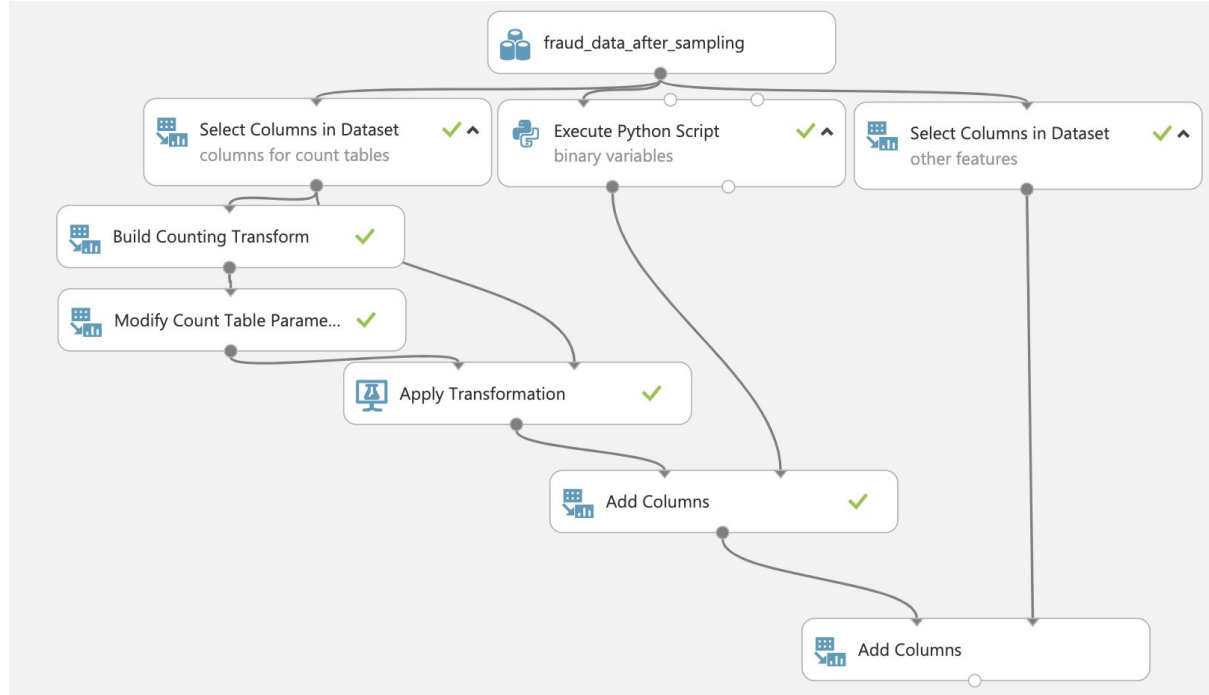 fraud_data_after_sampling
Select Columns in Dataset
columns for count tables
Execute Python Script
binary variables
Select Columns in Dataset
other features
Build Counting Transform
Modify Count Table Parame...
Apply Transformation
Add Columns
Add Columns